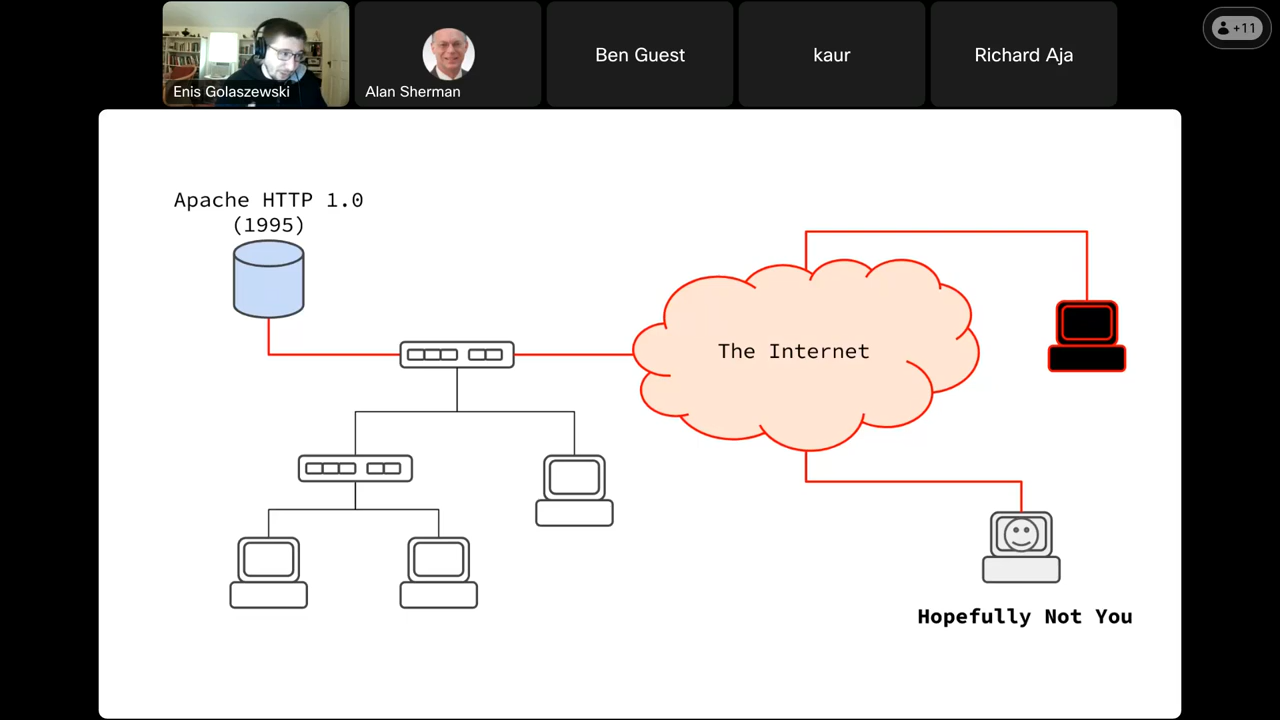 Enis Golaszewski
Alan Sherman
Ben Guest
kaur
Richard Aja
+11
Apache HTTP 1.0
(1995)
The Internet
Hopefully Not You